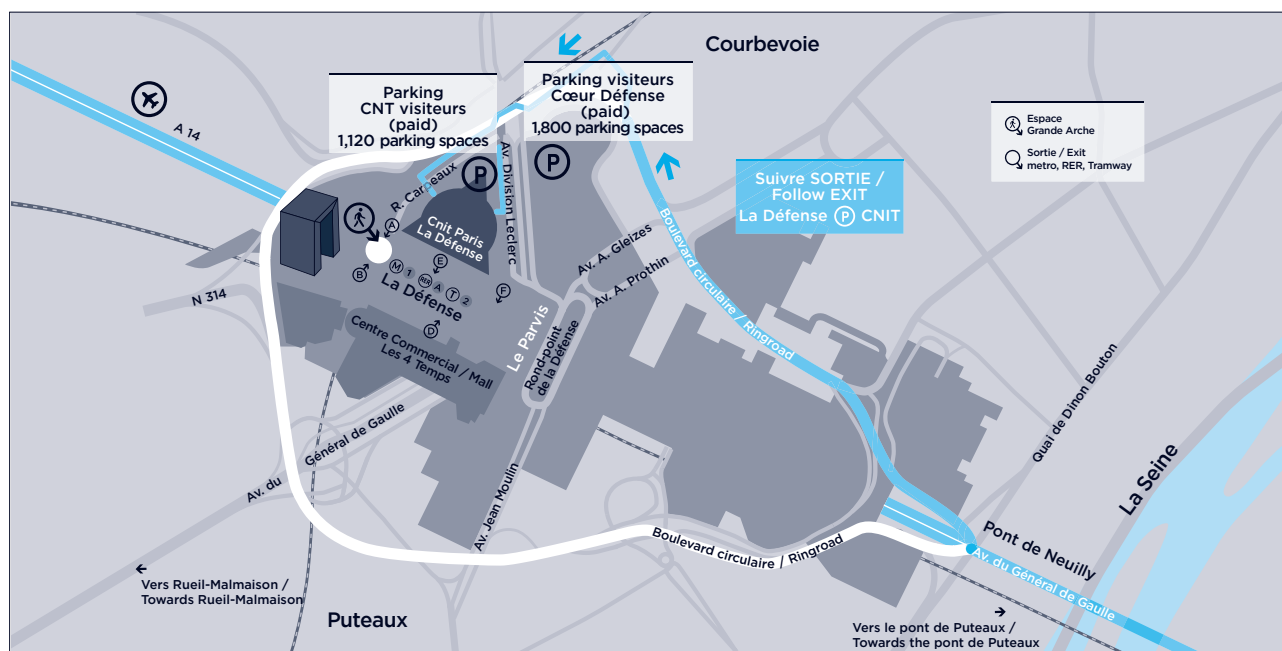 Courbevoie
Parking
CNT visiteurs
(paid)
1,120 parking spaces
Parking visiteurs
Cœur Défense
(paid)
1,800 parking spaces
Espace
Grande Arche
Sortie / Exit
metro, RER, Tramway
A 14
P
P
Suivre SORTIE /
Follow EXIT
La Défense P CNIT
R. Carpeaux
Av. Division Leclerc
Cnit Paris
La Défense
A
B
E
F
D
M 1 RER A T 2
La Défense
N 314
Av. A. Gleizes
Av. A. Prothin
Boulevard circulaire / Ringroad
Le Parvis
Rond-point
de la Défense
Centre Commercial / Mall
Les 4 Temps
Av. du Général de Gaulle
Av. Jean Moulin
Quai de Dinon Bouton
La Seine
Pont de Neuilly
Av. du Général de Gaulle
Boulevard circulaire / Ringroad
Vers Rueil-Malmaison /
Towards Rueil-Malmaison
Puteaux
Vers le pont de Puteaux /
Towards the pont de Puteaux